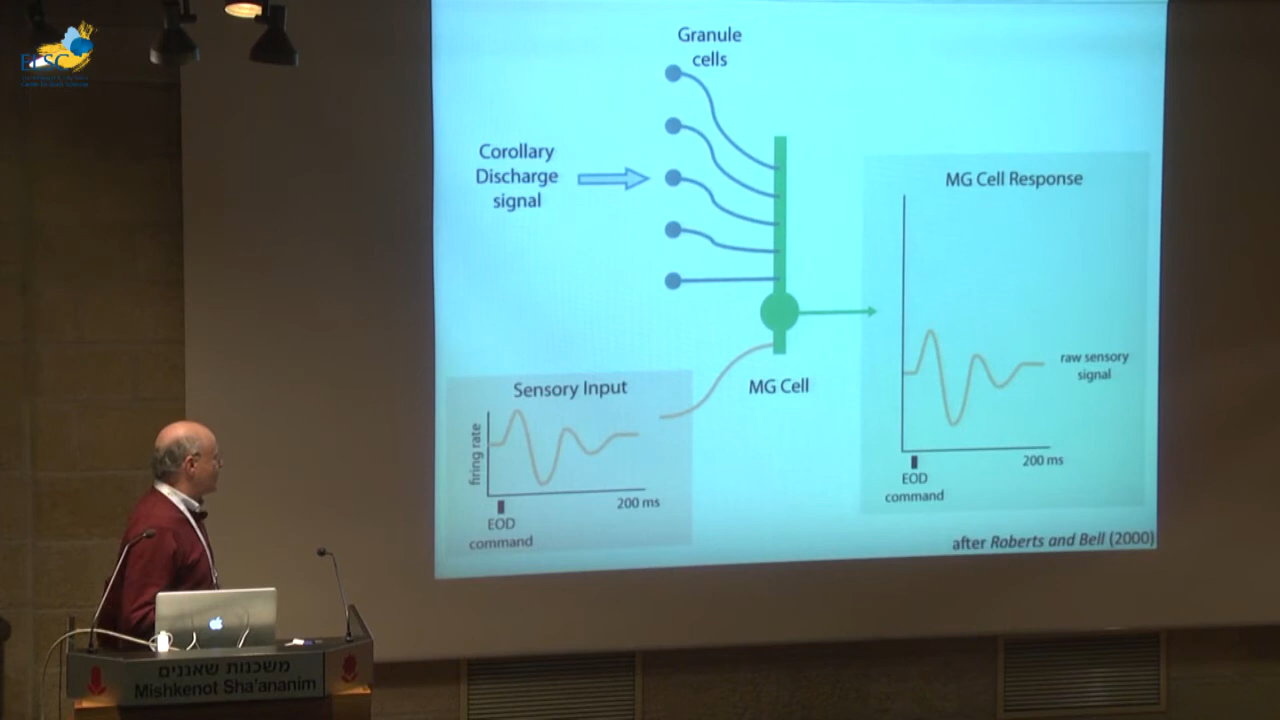 ELSC
Granule
cells
Corollary
Discharge
signal
MG Cell Response
raw sensory
signal
200 ms
EOD
command
MG Cell
Sensory Input
firing rate
200 ms
EOD
command
after Roberts and Bell (2000)
משכנות שאננים
Mishkenot Sha'ananim